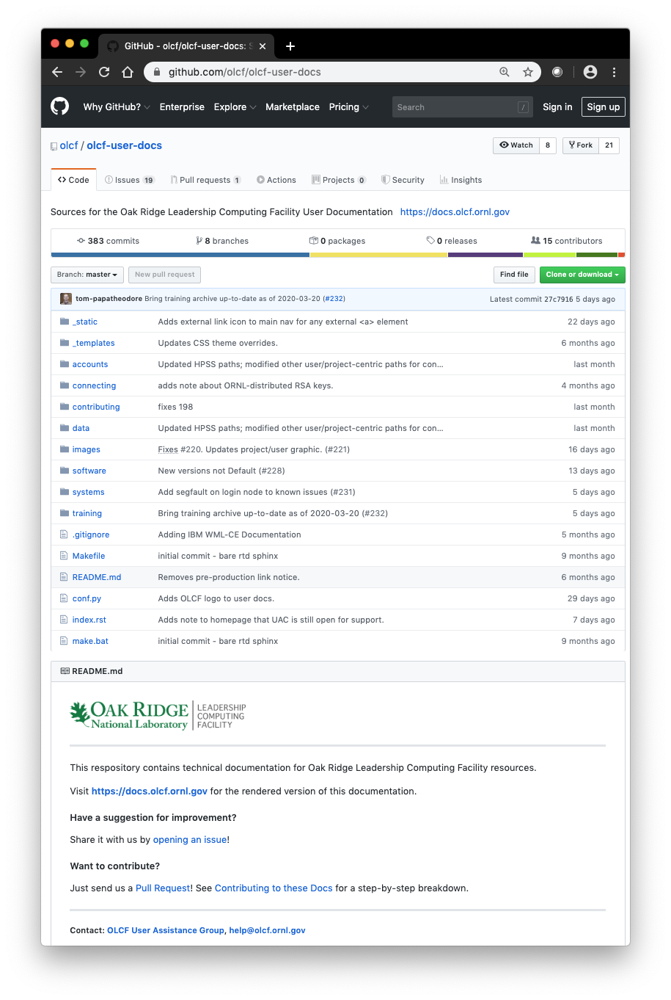 GitHub - olcf/olcf-user-docs: S
github.com/olcf/olcf-user-docs
Why GitHub? Enterprise Explore Marketplace Pricing Search / Sign in Sign up
olcf / olcf-user-docs Watch 8 Fork 21
Code Issues 19 Pull requests 1 Actions Projects 0 Security Insights
Sources for the Oak Ridge Leadership Computing Facility User Documentation https://docs.olcf.ornl.gov
383 commits 8 branches 0 packages 0 releases 15 contributors
Branch: master New pull request Find file Clone or download
tom-papatheodore Bring training archive up-to-date as of 2020-03-20 (#232) Latest commit 27c7916 5 days ago
_static Adds external link icon to main nav for any external <a> element 22 days ago
_templates Updates CSS theme overrides. 6 months ago
accounts Updated HPSS paths; modified other user/project-centric paths for con... last month
connecting adds note about ORNL-distributed RSA keys. 4 months ago
contributing fixes 198 last month
data Updated HPSS paths; modified other user/project-centric paths for con... last month
images Fixes #220. Updates project/user graphic. (#221) 16 days ago
software New versions not Default (#228) 13 days ago
systems Add segfault on login node to known issues (#231) 5 days ago
training Bring training archive up-to-date as of 2020-03-20 (#232) 5 days ago
.gitignore Adding IBM WML-CE Documentation 5 months ago
Makefile initial commit - bare rtd sphinx 9 months ago
README.md Removes pre-production link notice. 6 months ago
conf.py Adds OLCF logo to user docs. 29 days ago
index.rst Adds note to homepage that UAC is still open for support. 7 days ago
make.bat initial commit - bare rtd sphinx 9 months ago
README.md
OAK RIDGE
National Laboratory
LEADERSHIP
COMPUTING
FACILITY
This respository contains technical documentation for Oak Ridge Leadership Computing Facility resources.
Visit https://docs.olcf.ornl.gov for the rendered version of this documentation.
Have a suggestion for improvement?
Share it with us by opening an issue!
Want to contribute?
Just send us a Pull Request! See Contributing to these Docs for a step-by-step breakdown.
Contact: OLCF User Assistance Group, help@olcf.ornl.gov